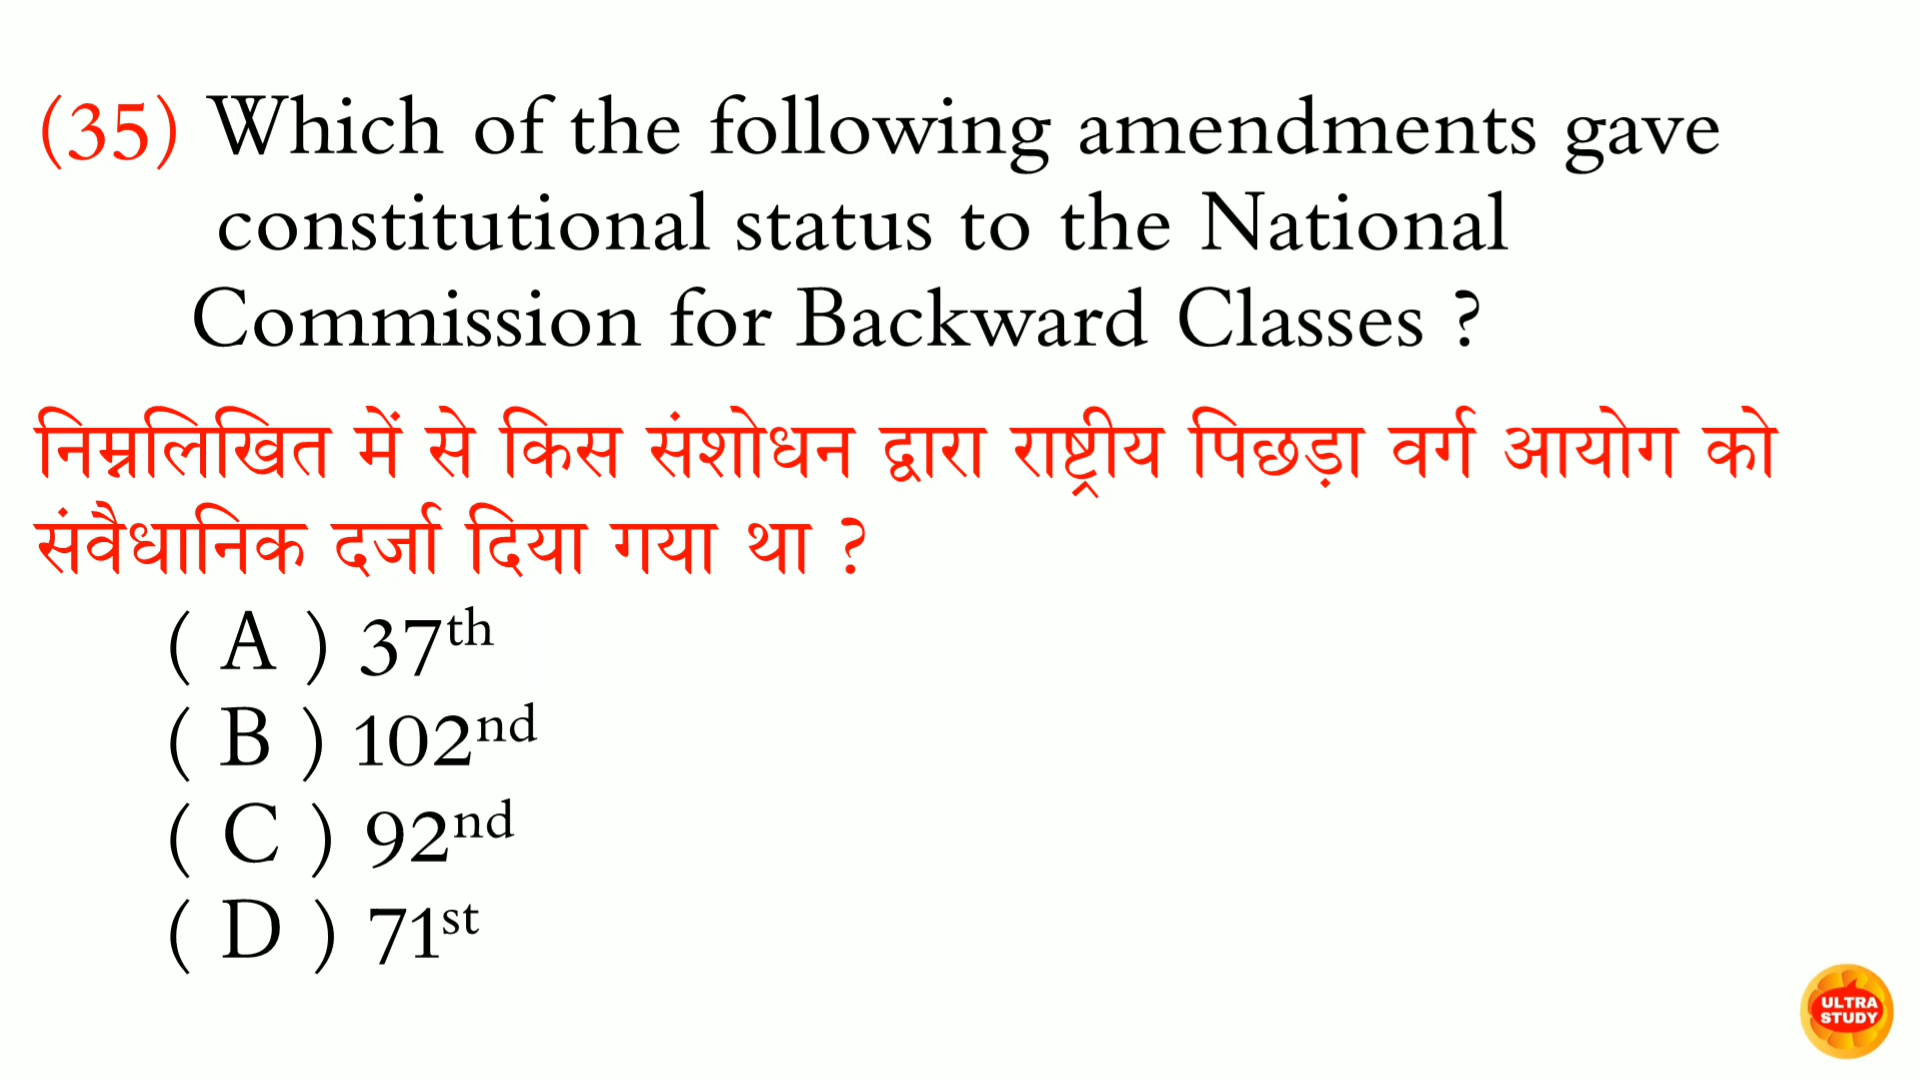 (35) Which of the following amendments gave
constitutional status to the National
Commission for Backward Classes ?
निम्नलिखित में से किस संशोधन द्वारा राष्ट्रीय पिछड़ा वर्ग आयोग को
संवैधानिक दर्जा दिया गया था ?
( A ) 37th
( B ) 102nd
( C ) 92nd
( D ) 71st
ULTRA
STUDY